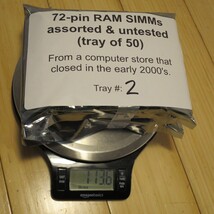 72-pin RAM SIMMs
assorted & untested
(tray of 50)
From a computer store that
closed in the early 2000's.
Tray #: 2
1136